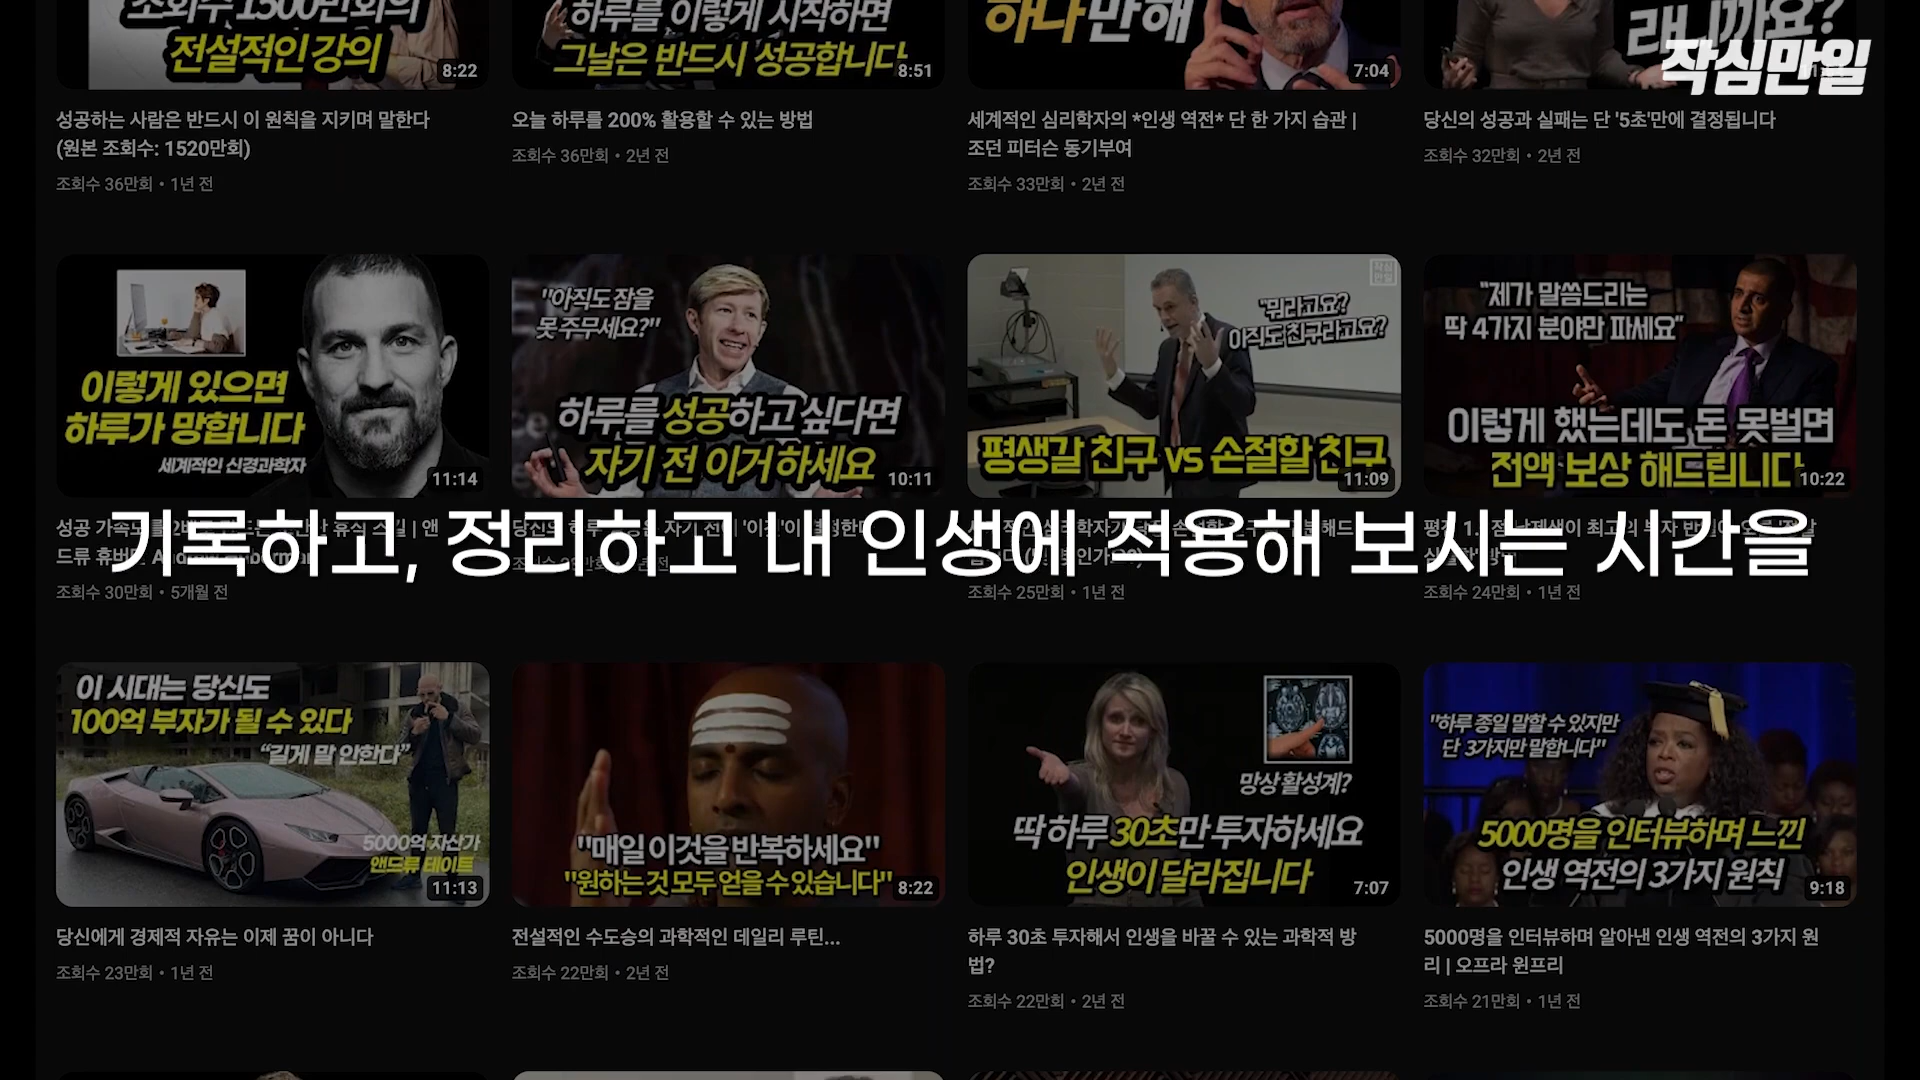 조회수 1500만회의
전설적인 강의
8:22
하루를 이렇게 시작하면
그날은 반드시 성공합니다
8:51
하나만 해
7:04
래니까요?
작심만일
성공하는 사람은 반드시 이 원칙을 지키며 말한다
(원본 조회수: 1520만회)
조회수 36만회 • 1년 전
오늘 하루를 200% 활용할 수 있는 방법
조회수 36만회 • 2년 전
세계적인 심리학자의 *인생 역전* 단 한 가지 습관 |
조던 피터슨 동기부여
조회수 33만회 • 2년 전
당신의 성공과 실패는 단 '5초'만에 결정됩니다
조회수 32만회 • 2년 전
이렇게 있으면
하루가 망합니다
세계적인 신경과학자
11:14
"아직도 잠을
못 주무세요?"
하루를 성공하고 싶다면
자기 전 이거 하세요
10:11
작심
만일
"뭐라고요?
아직도 친구라고요?
평생갈 친구 vs 손절할 친구
11:09
"제가 말씀드리는
딱 4가지 분야만 파세요"
이렇게 했는데도 돈 못벌면
전액 보상 해드립니다
10:22
기록하고, 정리하고 내 인생에 적용해 보시는 시간을
조회수 30만회 • 5개월 전
조회수 25만회 • 1년 전
조회수 24만회 • 1년 전
이 시대는 당신도
100억 부자가 될 수 있다
"길게 말 안한다"
5000억 자산가
앤드류 테이트
11:13
"매일 이것을 반복하세요"
"원하는 것 모두 얻을 수 있습니다"
8:22
망상 활성계?
딱 하루 30초만 투자하세요
인생이 달라집니다
7:07
"하루 종일 말할 수 있지만
단 3가지만 말합니다"
5000명을 인터뷰하며 느낀
인생 역전의 3가지 원칙
9:18
당신에게 경제적 자유는 이제 꿈이 아니다
조회수 23만회 • 1년 전
전설적인 수도승의 과학적인 데일리 루틴...
조회수 22만회 • 2년 전
하루 30초 투자해서 인생을 바꿀 수 있는 과학적 방
법?
조회수 22만회 • 2년 전
5000명을 인터뷰하며 알아낸 인생 역전의 3가지 원
리 | 오프라 윈프리
조회수 21만회 • 1년 전